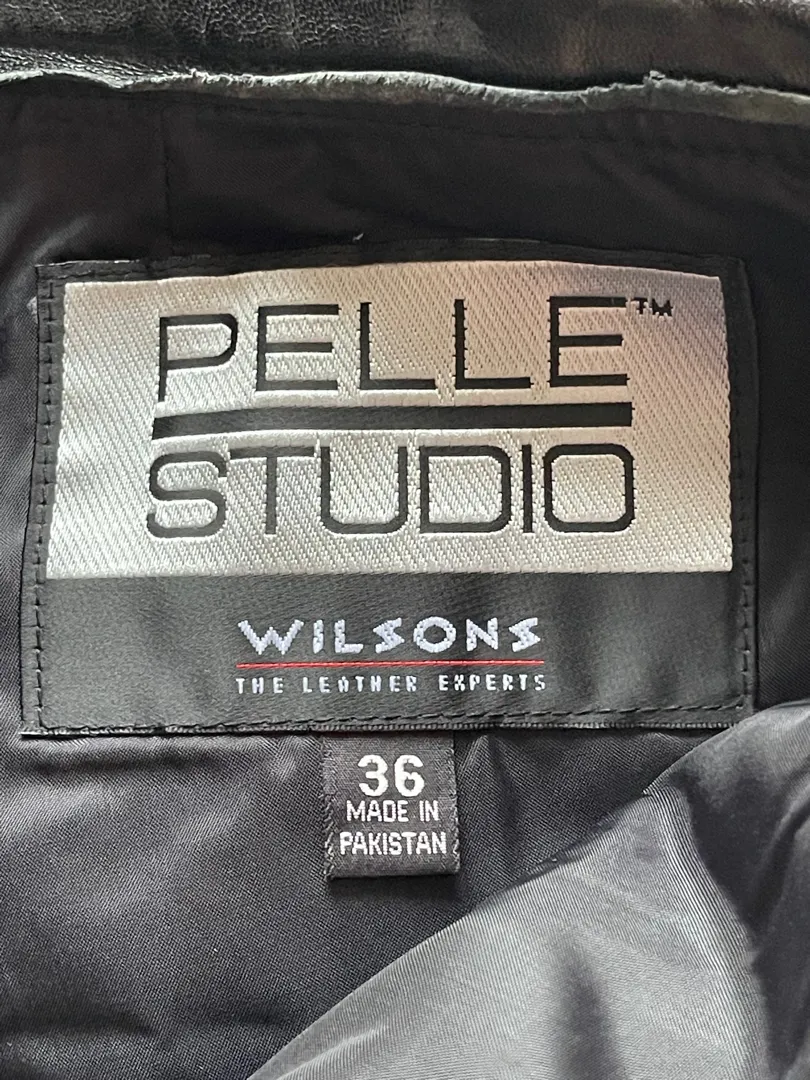 PELLE™
STUDIO
WILSONS
THE LEATHER EXPERTS
36
MADE IN
PAKISTAN